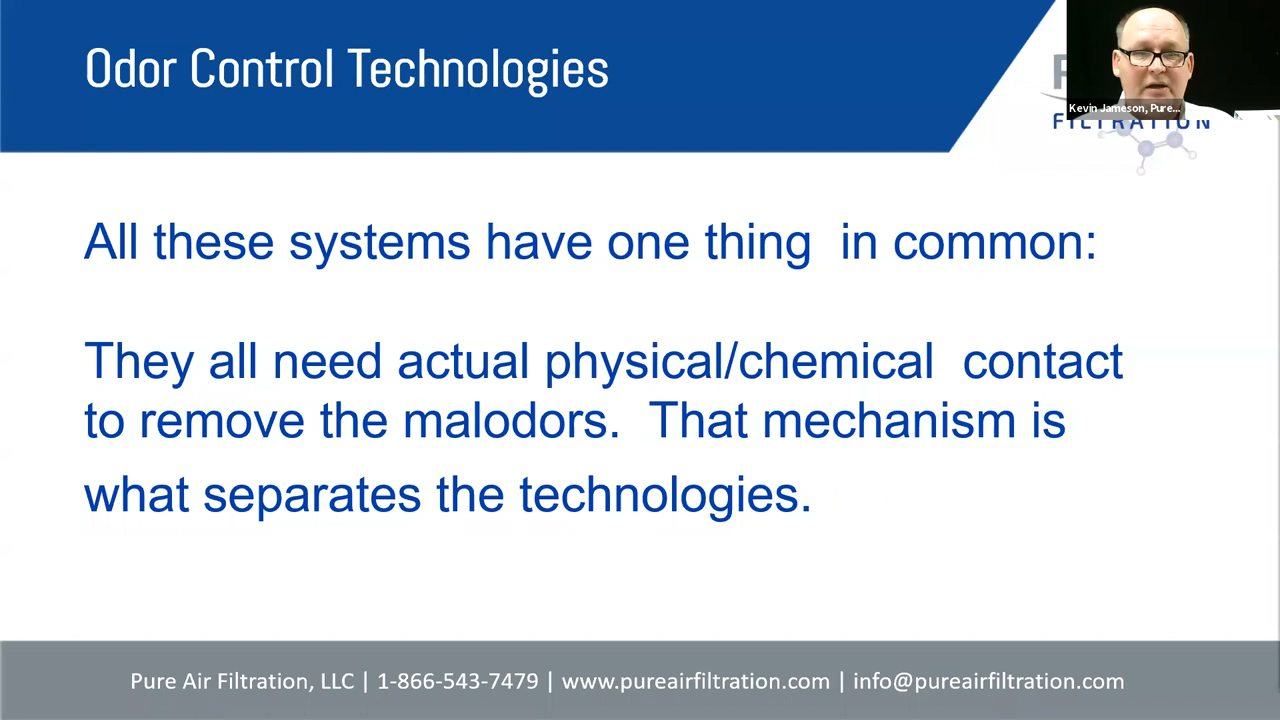 Odor Control Technologies
Kevin Jameson, Pure...
FILTRATION
All these systems have one thing  in common:
They all need actual physical/chemical  contact
to remove the malodors.  That mechanism is
what separates the technologies.
Pure Air Filtration, LLC | 1-866-543-7479 | www.pureairfiltration.com | info@pureairfiltration.com